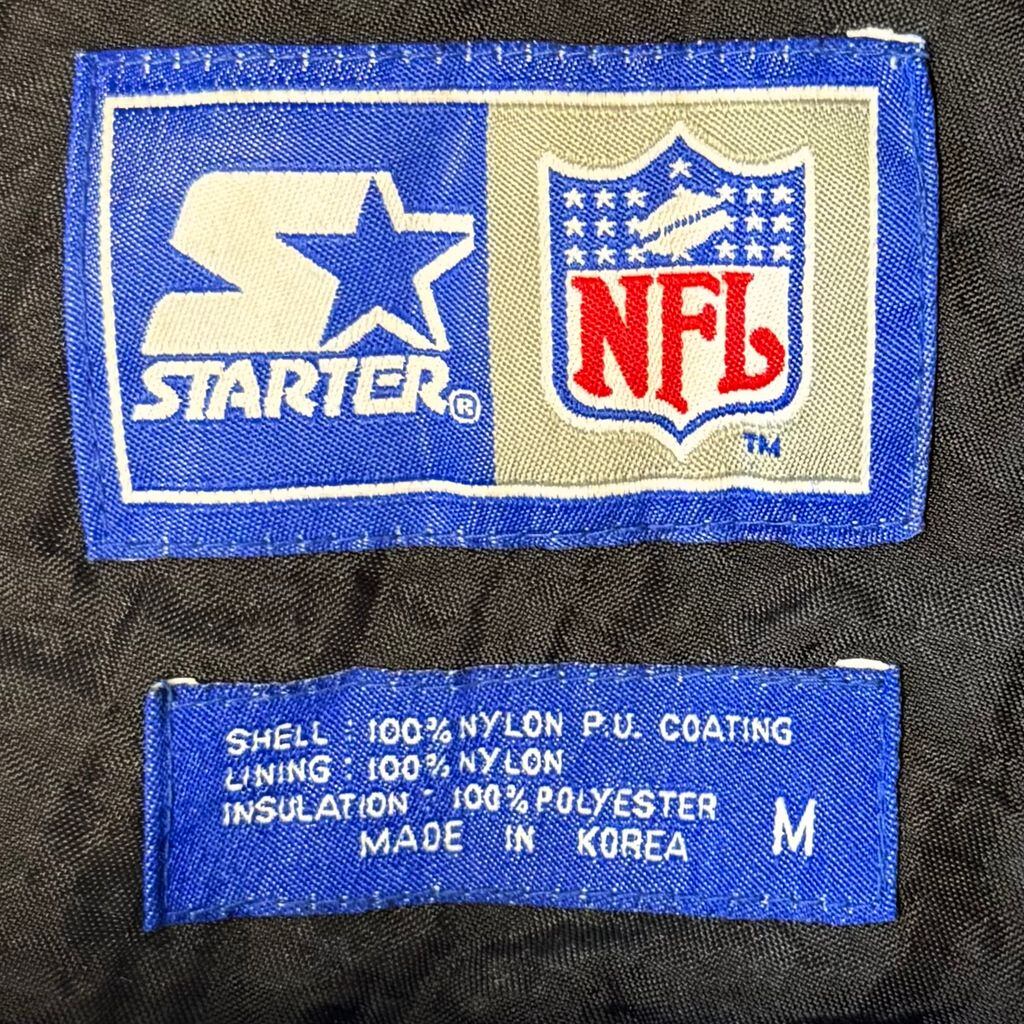 STARTER®
NFL
TM
SHELL : 100% NYLON P.U. COATING
LINING : 100% NYLON
INSULATION : 100% POLYESTER
MADE IN KOREA
M